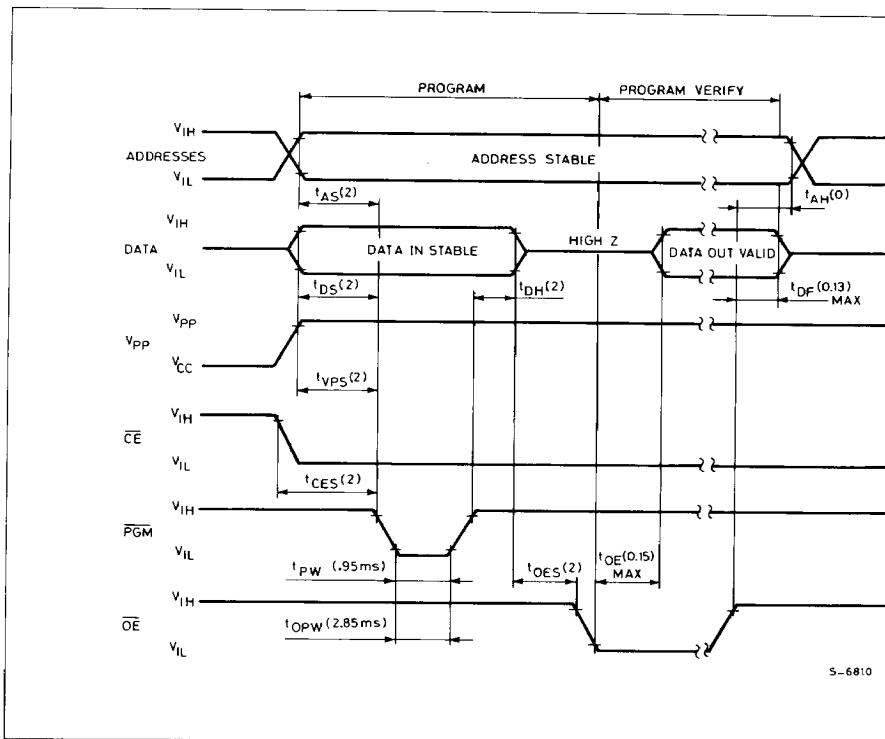 PROGRAM
PROGRAM VERIFY
VIH
ADDRESSES
ADDRESS STABLE
VIL
tAS(2)
tAH(0)
VIH
DATA
DATA IN STABLE
HIGH Z
DATA OUT VALID
VIL
tDS(2)
tDH(2)
tDF(0.13)
MAX
VPP
VPP
VCC
tVPS(2)
VIH
CE
VIL
tCES(2)
VIH
PGM
VIL
tPW (.95ms)
tOES(2)
tOE(0.15)
MAX
VIH
OE
tOPW(2.85ms)
VIL
S-6810